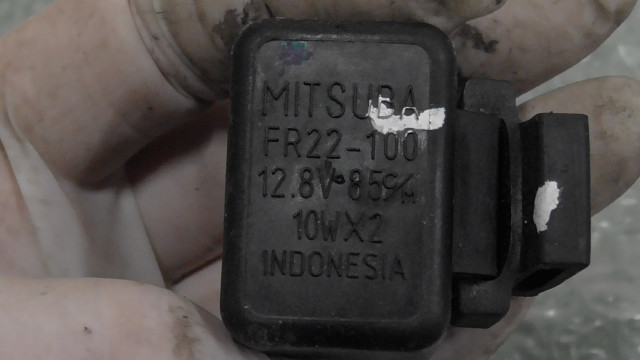 MITSUBA
FR22-100
12.8V•85c/M
10WX2
INDONESIA